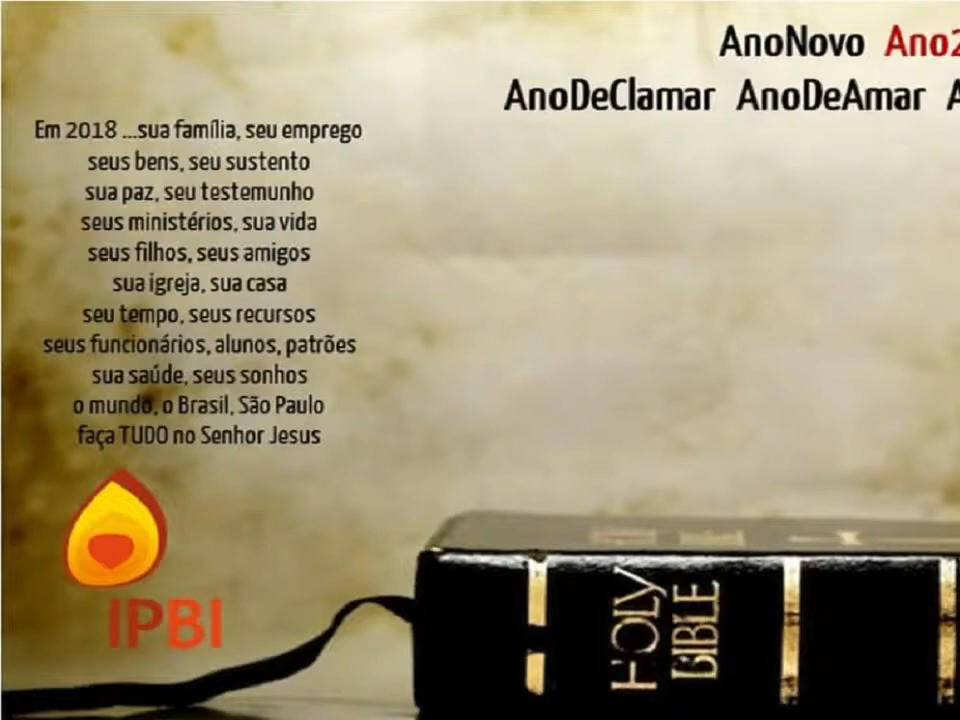 AnoNovo Ano2
AnoDeClamar AnoDeAmar A
Em 2018 ...sua família, seu emprego
seus bens, seu sustento
sua paz, seu testemunho
seus ministérios, sua vida
seus filhos, seus amigos
sua igreja, sua casa
seu tempo, seus recursos
seus funcionários, alunos, patrões
sua saúde, seus sonhos
o mundo, o Brasil, São Paulo
faça TUDO no Senhor Jesus
IPBI
HOLY
BIBLE